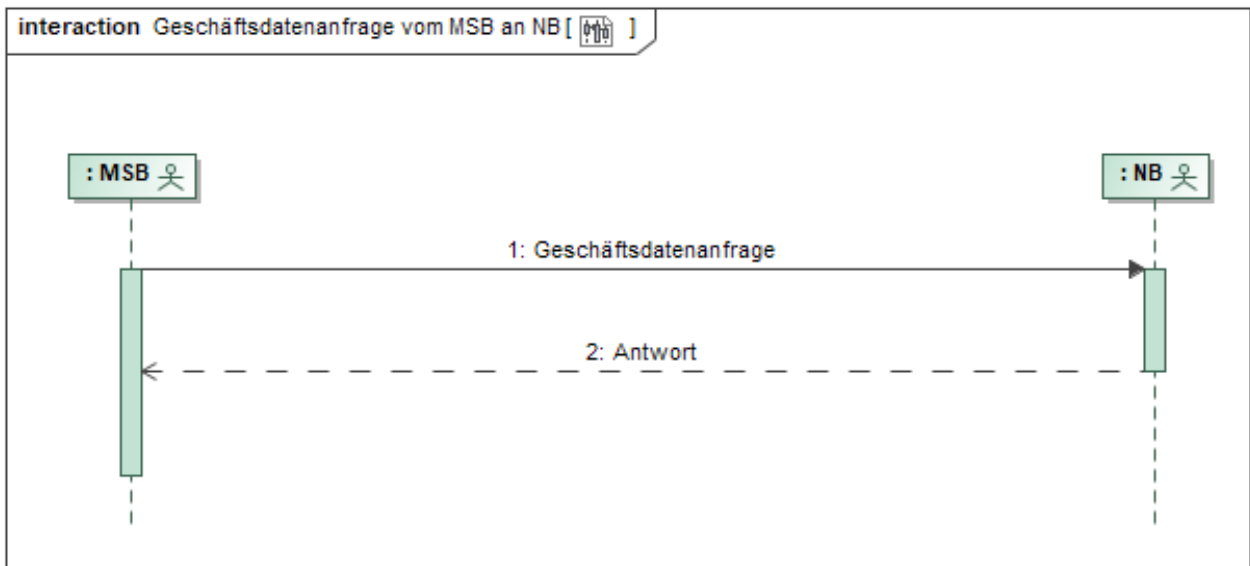 interaction Geschäftsdatenanfrage vom MSB an NB [ ]
: MSB
: NB
1: Geschäftsdatenanfrage
2: Antwort